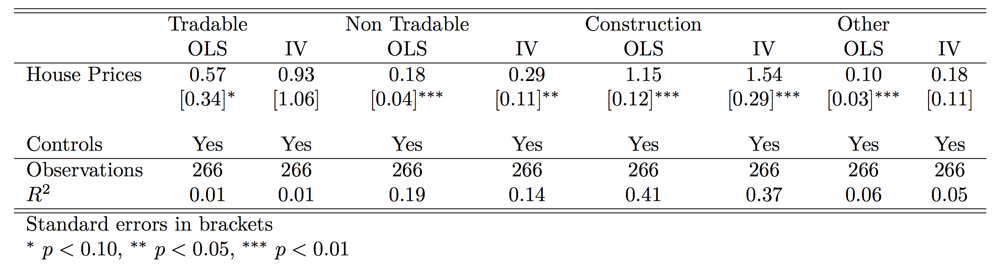 Tradable Non Tradable Construction Other
OLS IV OLS IV OLS IV OLS IV
House Prices 0.57 0.93 0.18 0.29 1.15 1.54 0.10 0.18
[0.34]* [1.06] [0.04]*** [0.11]** [0.12]*** [0.29]*** [0.03]*** [0.11]
Controls Yes Yes Yes Yes Yes Yes Yes Yes
Observations 266 266 266 266 266 266 266 266
R² 0.01 0.01 0.19 0.14 0.41 0.37 0.06 0.05
Standard errors in brackets
* p < 0.10, ** p < 0.05, *** p < 0.01